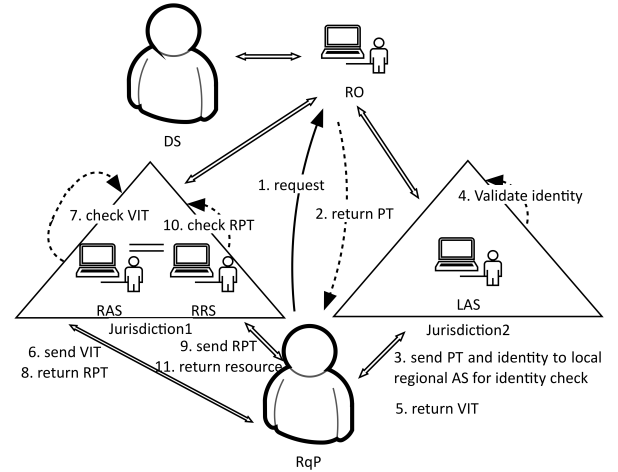 RO
DS
1. request
2. return PT
4. Validate identity
7. check VIT
10. check RPT
RAS
RRS
LAS
Jurisdiction1
Jurisdiction2
6. send VIT
8. return RPT
9. send RPT
11. return resource
3. send PT and identity to local
regional AS for identity check
5. return VIT
RqP